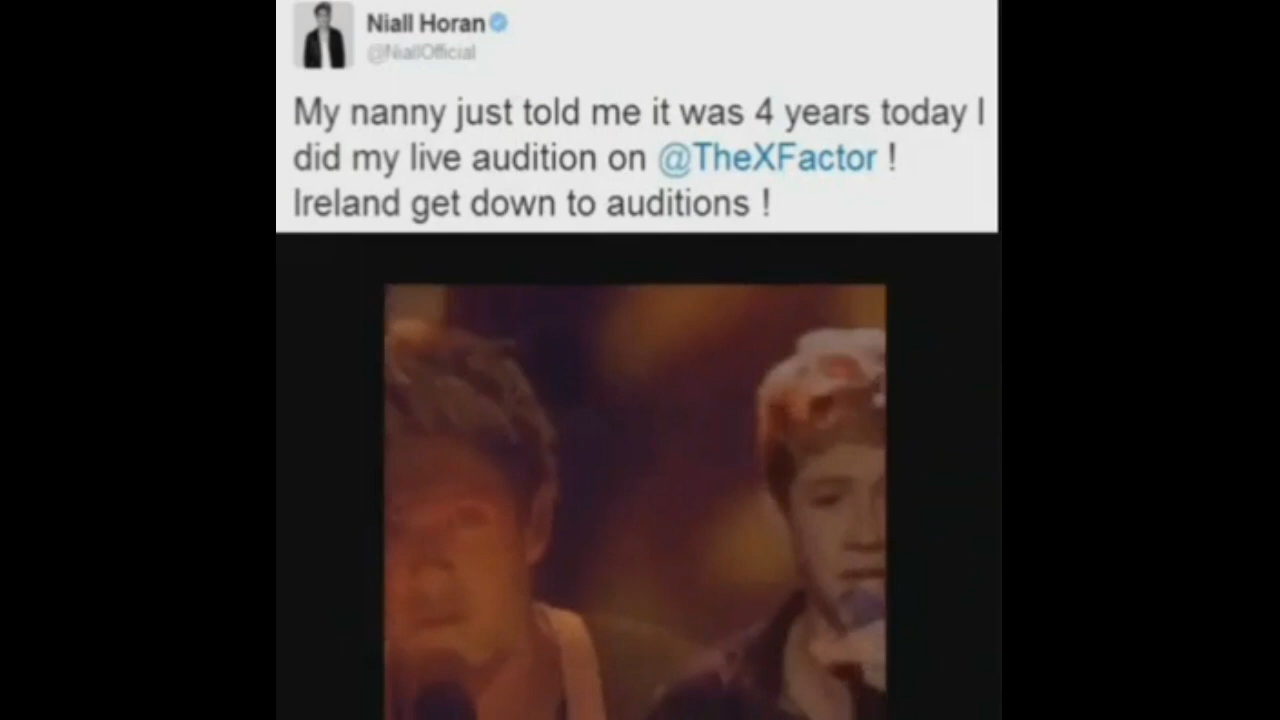 Niall Horan
@NiallOfficial
My nanny just told me it was 4 years today I
did my live audition on @TheXFactor !
Ireland get down to auditions !